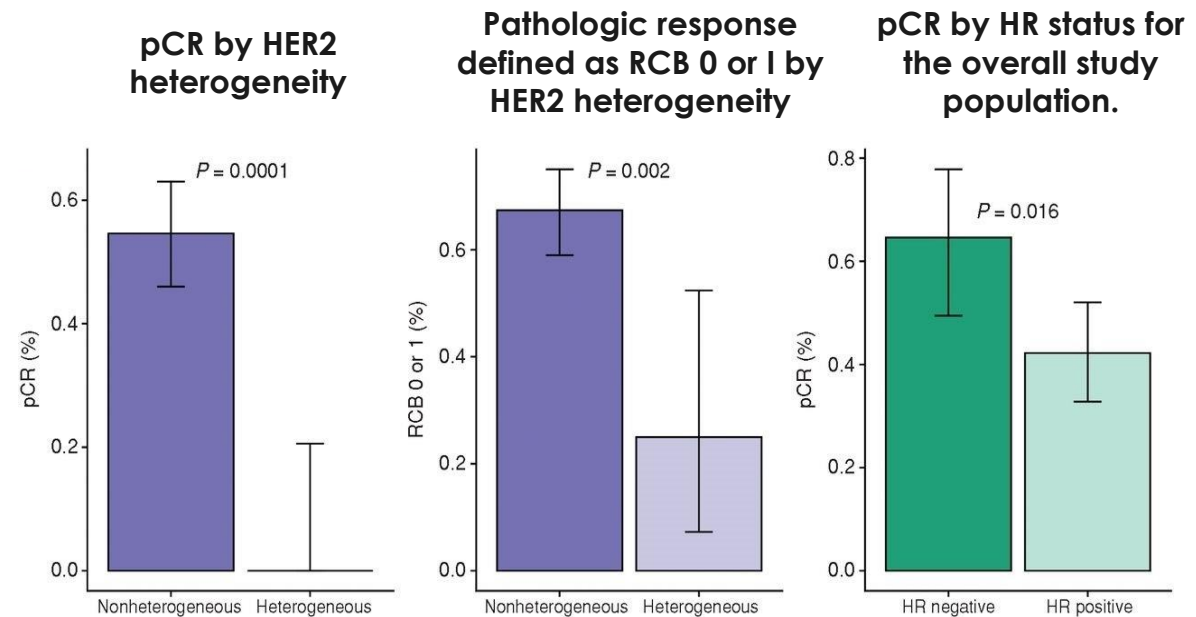 pCR by HER2
heterogeneity
P = 0.0001
0.6
0.4
0.2
0.0
pCR (%)
Nonheterogeneous
Heterogeneous
Pathologic response
defined as RCB 0 or I by
HER2 heterogeneity
P = 0.002
0.6
0.4
0.2
0.0
RCB 0 or 1 (%)
Nonheterogeneous
Heterogeneous
pCR by HR status for
the overall study
population.
0.8
P = 0.016
0.6
0.4
0.2
0.0
pCR (%)
HR negative
HR positive